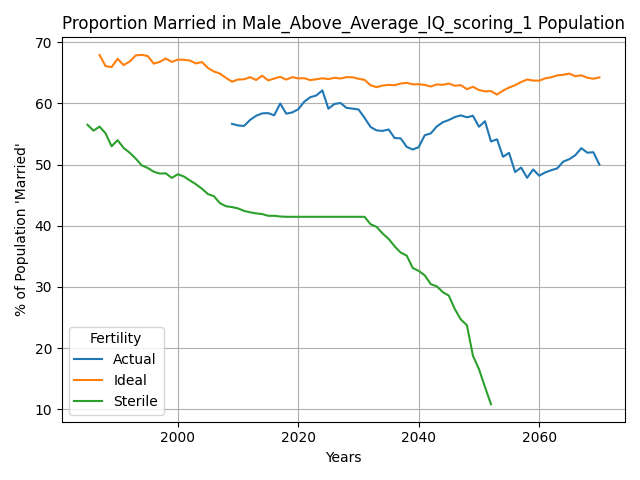 Proportion Married in Male_Above_Average_IQ_scoring_1 Population
70
60
50
40
30
20
10
% of Population 'Married'
Fertility
Actual
Ideal
Sterile
2000
2020
2040
2060
Years